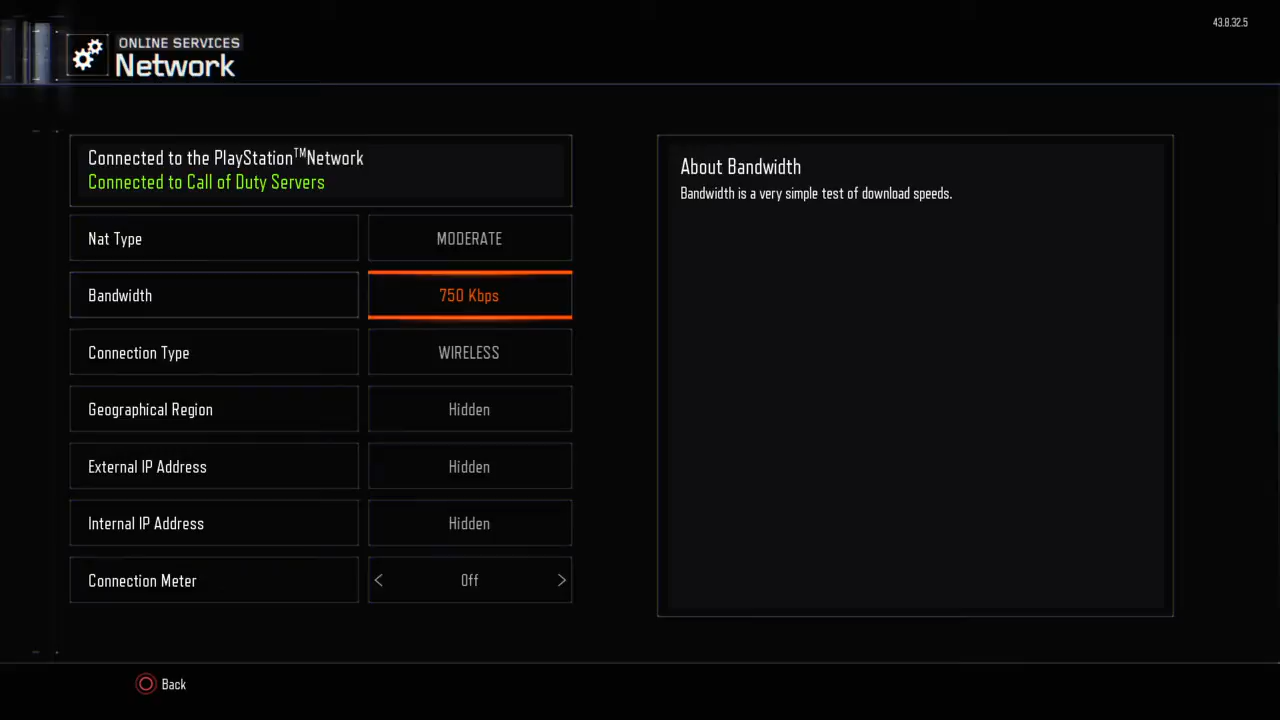 43.8.32.5
ONLINE SERVICES
Network
Connected to the PlayStation™Network
Connected to Call of Duty Servers
Nat Type
MODERATE
Bandwidth
750 Kbps
Connection Type
WIRELESS
Geographical Region
Hidden
External IP Address
Hidden
Internal IP Address
Hidden
Connection Meter
< Off >
About Bandwidth
Bandwidth is a very simple test of download speeds.
Back